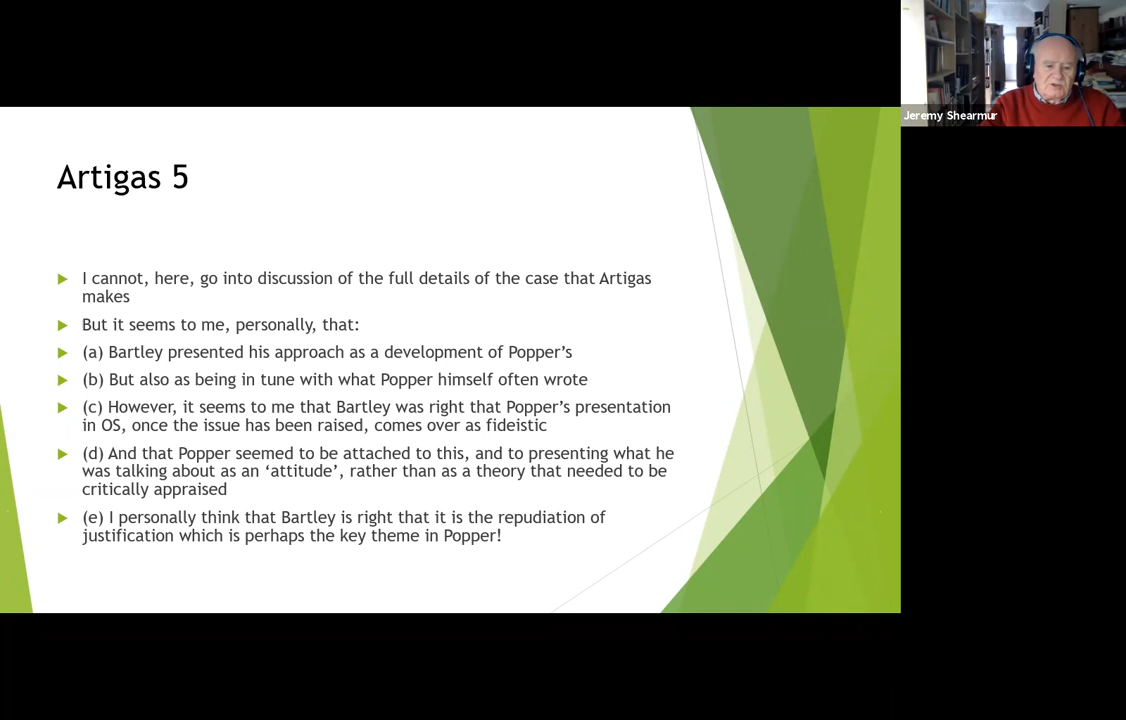 Jeremy Shearmur
Artigas 5
I cannot, here, go into discussion of the full details of the case that Artigas
makes
But it seems to me, personally, that:
(a) Bartley presented his approach as a development of Popper’s
(b) But also as being in tune with what Popper himself often wrote
(c) However, it seems to me that Bartley was right that Popper’s presentation
in OS, once the issue has been raised, comes over as fideistic
(d) And that Popper seemed to be attached to this, and to presenting what he
was talking about as an ‘attitude’, rather than as a theory that needed to be
critically appraised
(e) I personally think that Bartley is right that it is the repudiation of
justification which is perhaps the key theme in Popper!